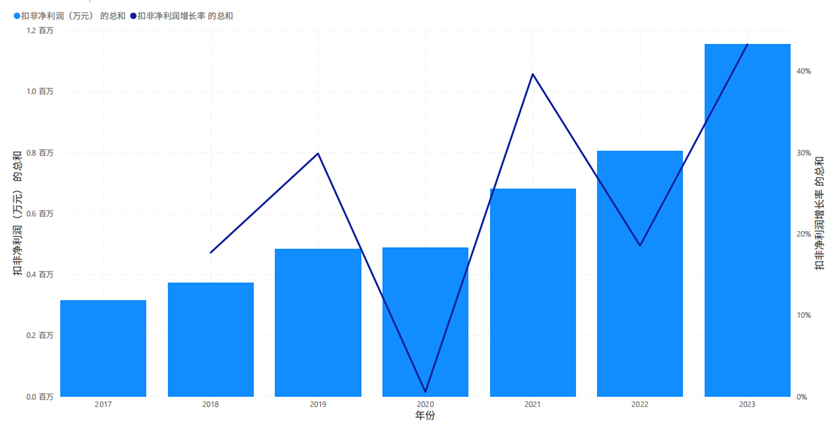 扣非净利润（万元） 的总和 扣非净利润增长率 的总和
1.2 百万
1.0 百万
0.8 百万
0.6 百万
0.4 百万
0.2 百万
0.0 百万
扣非净利润（万元） 的总和
40%
30%
20%
10%
0%
扣非净利润增长率 的总和
2017 2018 2019 2020 2021 2022 2023
年份